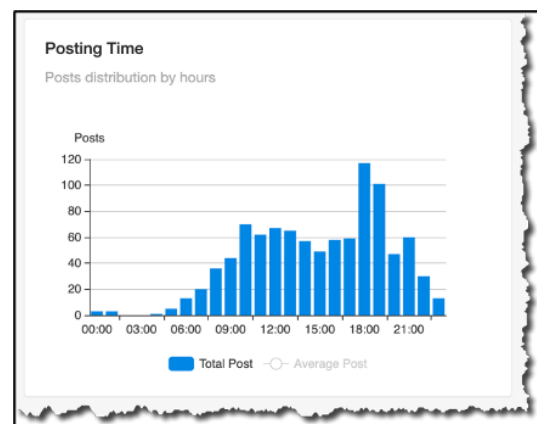 Posting Time
Posts distribution by hours
Posts
120
100
80
60
40
20
0
00:00 03:00 06:00 09:00 12:00 15:00 18:00 21:00
Total Post Average Post